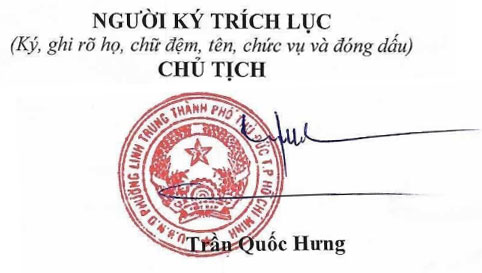 NGƯỜI KÝ TRÍCH LỤC
(Ký, ghi rõ họ, chữ đệm, tên, chức vụ và đóng dấu)
CHỦ TỊCH
U.B.N.D PHƯỜNG LINH TRUNG THÀNH PHỐ THỦ ĐỨC T.P HỒ CHÍ MINH
Trần Quốc Hưng